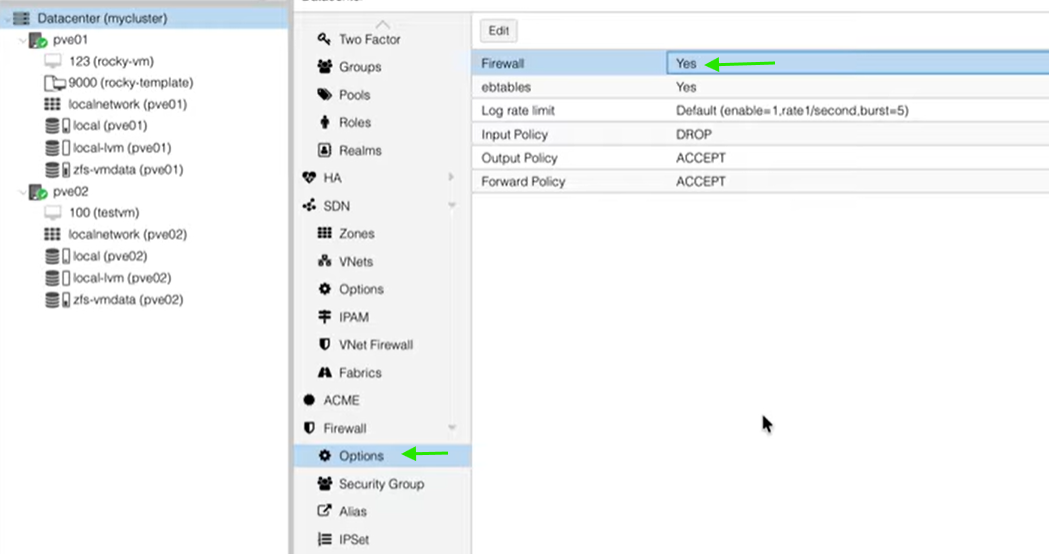 Datacenter (mycluster)
pve01
123 (rocky-vm)
9000 (rocky-template)
localnetwork (pve01)
local (pve01)
local-lvm (pve01)
zfs-vmdata (pve01)
pve02
100 (testvm)
localnetwork (pve02)
local (pve02)
local-lvm (pve02)
zfs-vmdata (pve02)
Two Factor
Groups
Pools
Roles
Realms
HA
SDN
Zones
VNets
Options
IPAM
VNet Firewall
Fabrics
ACME
Firewall
Options
Security Group
Alias
IPSet
Edit
Firewall Yes
ebtables Yes
Log rate limit Default (enable=1,rate1/second,burst=5)
Input Policy DROP
Output Policy ACCEPT
Forward Policy ACCEPT